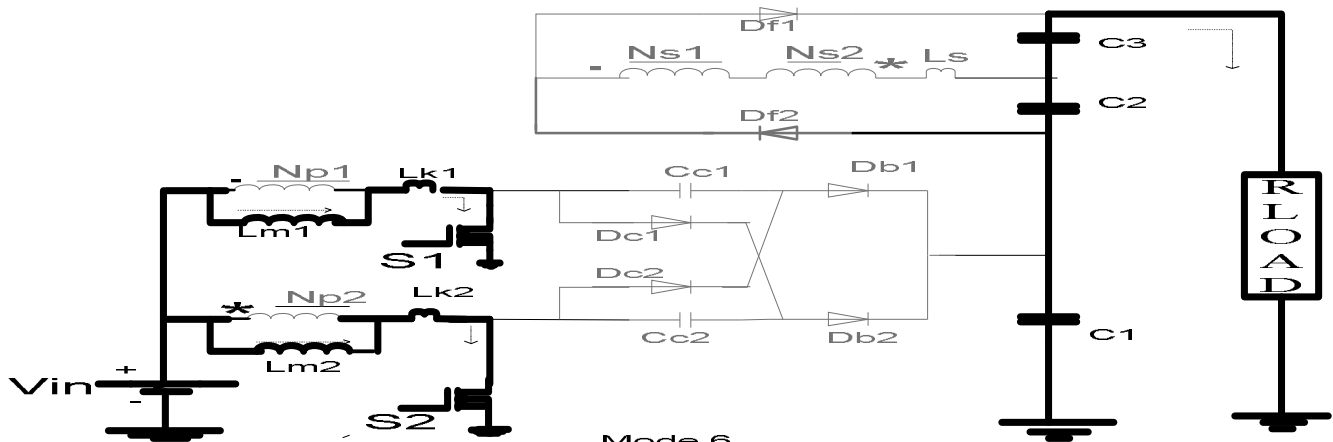 Df1
C3
- Ns1 Ns2 * Ls
C2
Df2
- Np1 Lk1
Cc1
Db1
Lm1
Dc1
S1
Dc2
* Np2 Lk2
Cc2
Db2
C1
Lm2
+
Vin
-
S2
RLOAD
Mode 6